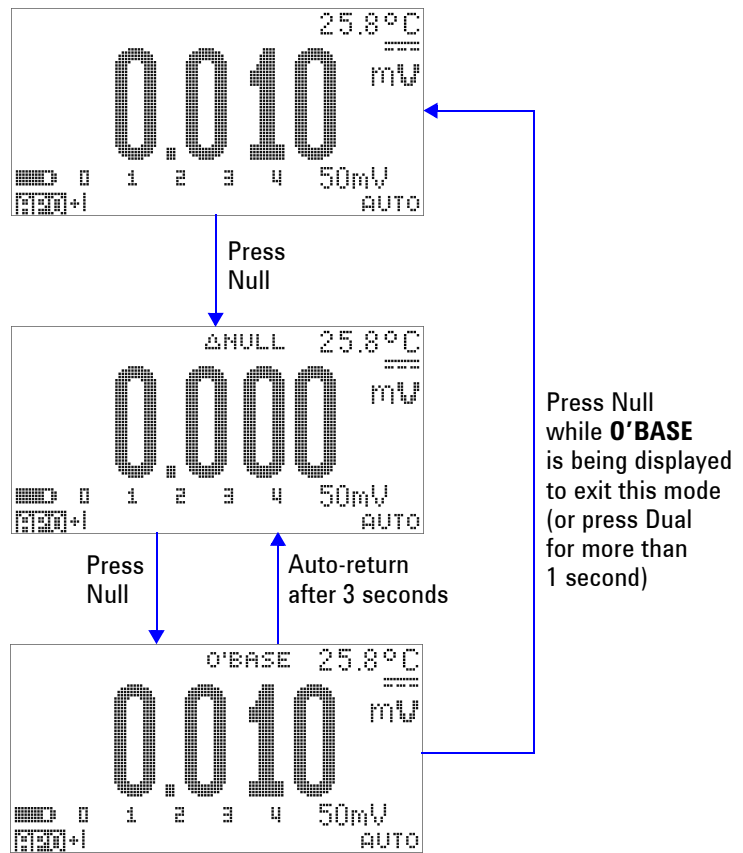 25.8°C
0.010
mV
0 1 2 3 4 50mV
AUTO
Press
Null
ΔNULL 25.8°C
0.000
mV
0 1 2 3 4 50mV
AUTO
Press
Null
Auto-return
after 3 seconds
Press Null
while O'BASE
is being displayed
to exit this mode
(or press Dual
for more than
1 second)
O'BASE 25.8°C
0.010
mV
0 1 2 3 4 50mV
AUTO